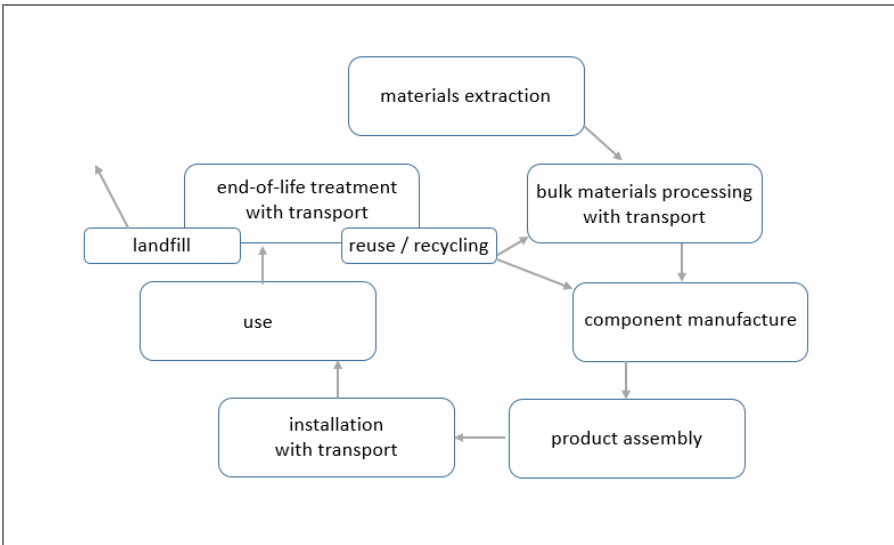 materials extraction
end-of-life treatment
with transport
bulk materials processing
with transport
landfill
reuse / recycling
use
component manufacture
installation
with transport
product assembly